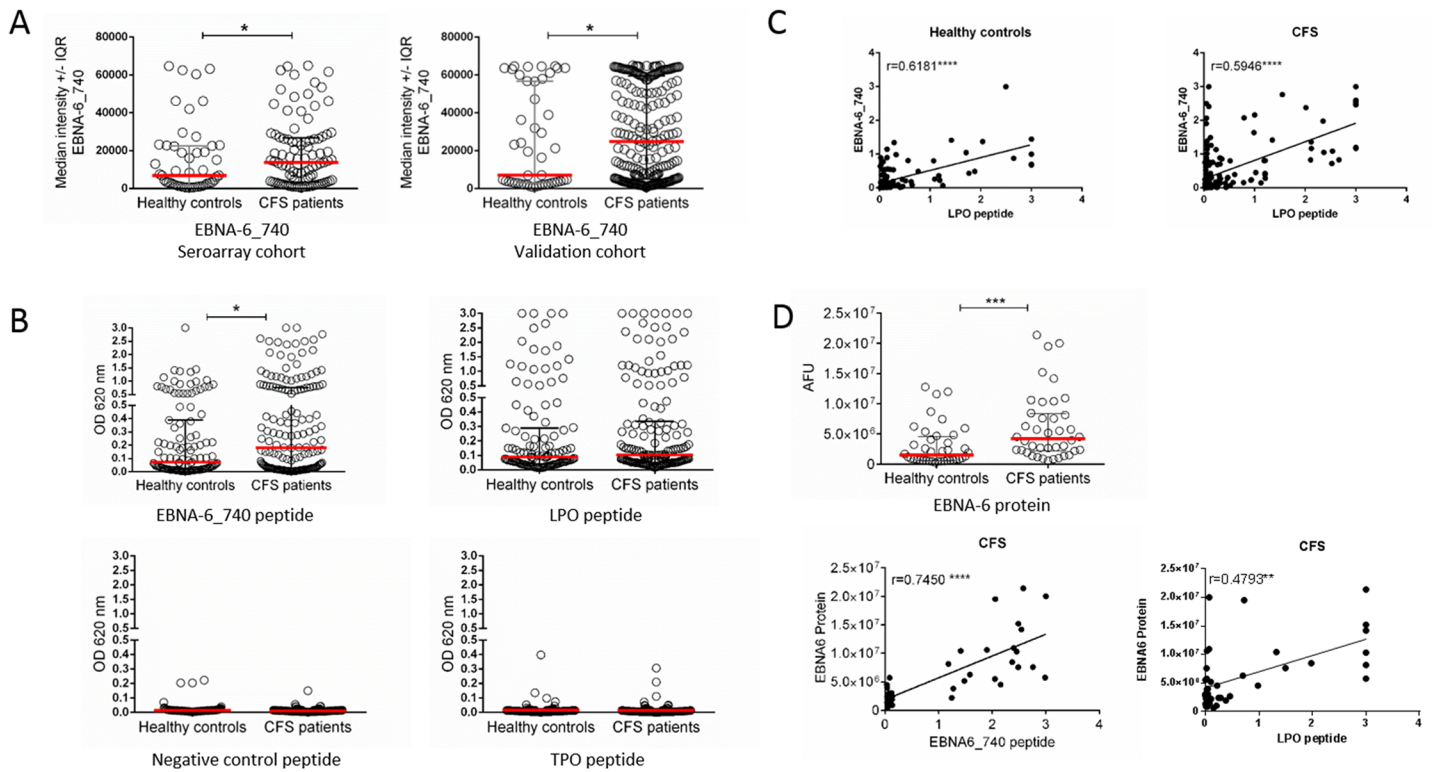 A
Median intensity +/- IQR
EBNA-6_740
80000
60000
40000
20000
0
*
Healthy controls CFS patients
EBNA-6_740
Seroarray cohort
Median intensity +/- IQR
EBNA-6_740
80000
60000
40000
20000
0
*
Healthy controls CFS patients
EBNA-6_740
Validation cohort
C
Healthy controls
r=0.6181****
EBNA-6_740
4
3
2
1
0
0 1 2 3 4
LPO peptide
CFS
r=0.5946****
EBNA-6_740
4
3
2
1
0
0 1 2 3 4
LPO peptide
B
*
OD 620 nm
3.0
2.5
2.0
1.5
1.0
0.5
0.5
0.4
0.3
0.2
0.1
0.0
Healthy controls CFS patients
EBNA-6_740 peptide
OD 620 nm
3.0
2.5
2.0
1.5
1.0
0.5
0.5
0.4
0.3
0.2
0.1
0.0
Healthy controls CFS patients
LPO peptide
OD 620 nm
3.0
2.5
2.0
1.5
1.0
0.5
0.5
0.4
0.3
0.2
0.1
0.0
Healthy controls CFS patients
Negative control peptide
OD 620 nm
3.0
2.5
2.0
1.5
1.0
0.5
0.5
0.4
0.3
0.2
0.1
0.0
Healthy controls CFS patients
TPO peptide
D
***
AFU
2.5×10⁷
2.0×10⁷
1.5×10⁷
1.0×10⁷
5.0×10⁶
0
Healthy controls CFS patients
EBNA-6 protein
CFS
r=0.7450 ****
EBNA6 Protein
2.5×10⁷
2.0×10⁷
1.5×10⁷
1.0×10⁷
5.0×10⁶
0
0 1 2 3 4
EBNA6_740 peptide
CFS
r=0.4793**
EBNA6 Protein
2.5×10⁷
2.0×10⁷
1.5×10⁷
1.0×10⁷
5.0×10⁶
0
0 1 2 3 4
LPO peptide